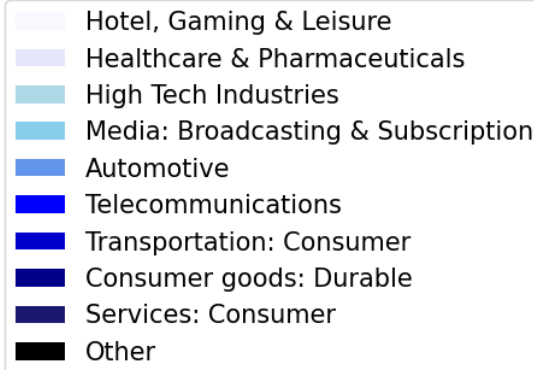 Hotel, Gaming & Leisure
Healthcare & Pharmaceuticals
High Tech Industries
Media: Broadcasting & Subscription
Automotive
Telecommunications
Transportation: Consumer
Consumer goods: Durable
Services: Consumer
Other